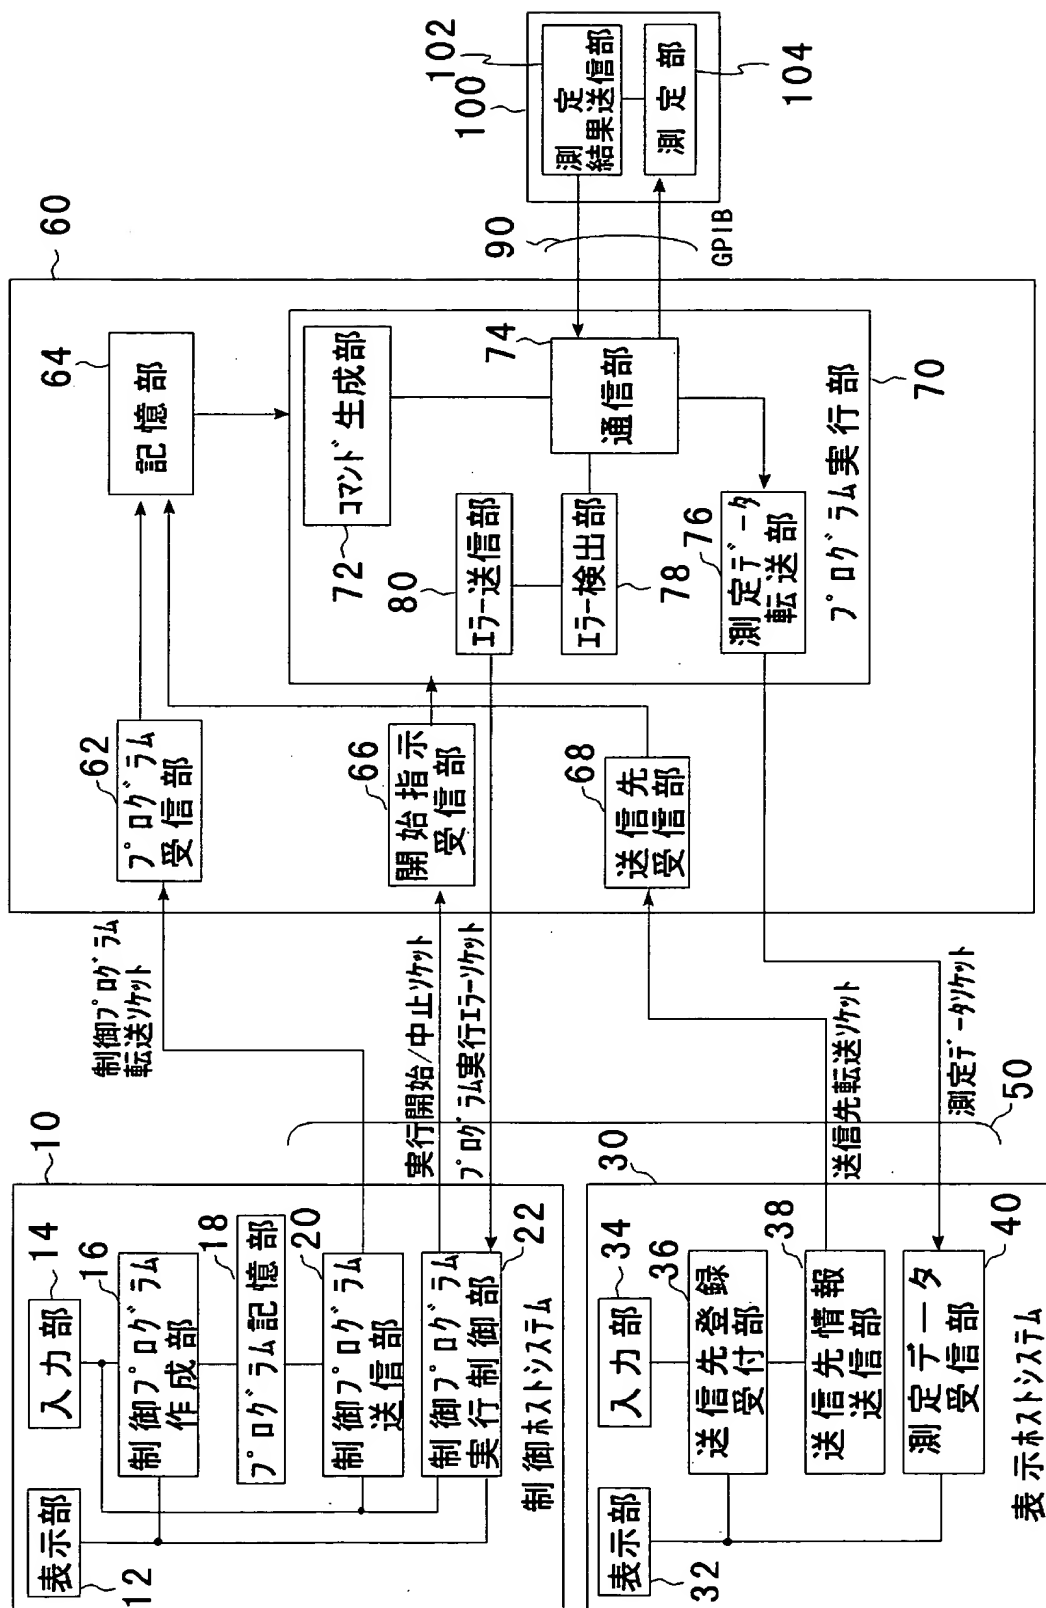 10
14
入力部
16
制御プログラム
作成部
18
プログラム記憶部
20
制御プログラム
送信部
22
制御プログラム
実行制御部
表示部
12
制御ホストシステム
30
34
入力部
36
送信先登録
受付部
38
送信先情報
送信部
40
測定データ
受信部
表示部
32
表示ホストシステム
50
制御プログラム
転送ソケット
実行開始/中止ソケット
プログラム実行エラーソケット
送信先転送ソケット
測定データソケット
60
62
プログラム
受信部
64
記憶部
66
開始指示
受信部
68
送信先
受信部
コマンド生成部
72
74
通信部
80
エラー送信部
エラー検出部
78
76
測定データ
転送部
プログラム実行部
70
90
GPIB
100
102
測定
結果送信部
測定部
104